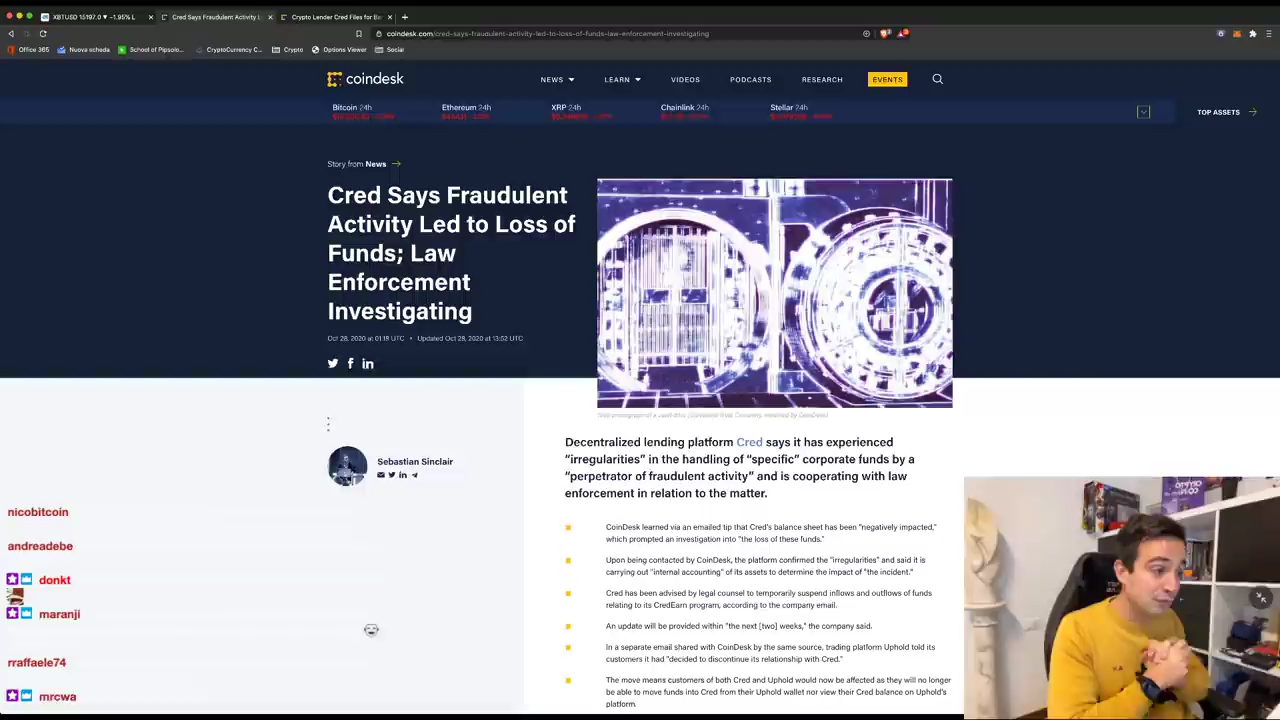 XBTUSD 15197.0 ▼ -1.95% L
Cred Says Fraudulent Activity L
Crypto Lender Cred Files for Ba
coindesk.com/cred-says-fraudulent-activity-led-to-loss-of-funds-law-enforcement-investigating
Office 365
Nuova scheda
School of Pipsolo...
CryptoCurrency C...
Crypto
Options Viewer
Social
coindesk
NEWS
LEARN
VIDEOS
PODCASTS
RESEARCH
EVENTS
Bitcoin 24h
Ethereum 24h
XRP 24h
Chainlink 24h
Stellar 24h
TOP ASSETS
Story from News
Cred Says Fraudulent
Activity Led to Loss of
Funds; Law
Enforcement
Investigating
Oct 28, 2020 at 01:18 UTC • Updated Oct 28, 2020 at 13:52 UTC
Decentralized lending platform Cred says it has experienced
“irregularities” in the handling of “specific” corporate funds by a
“perpetrator of fraudulent activity” and is cooperating with law
enforcement in relation to the matter.
Sebastian Sinclair
CoinDesk learned via an emailed tip that Cred's balance sheet has been "negatively impacted,"
which prompted an investigation into "the loss of these funds."
Upon being contacted by CoinDesk, the platform confirmed the "irregularities" and said it is
carrying out "internal accounting" of its assets to determine the impact of "the incident."
Cred has been advised by legal counsel to temporarily suspend inflows and outflows of funds
relating to its CredEarn program, according to the company email.
An update will be provided within "the next [two] weeks," the company said.
In a separate email shared with CoinDesk by the same source, trading platform Uphold told its
customers it had "decided to discontinue its relationship with Cred."
The move means customers of both Cred and Uphold would now be affected as they will no longer
be able to move funds into Cred from their Uphold wallet nor view their Cred balance on Uphold's
platform.
nicobitcoin
andreadebe
donkt
maranji
rraffaele74
mrcwa